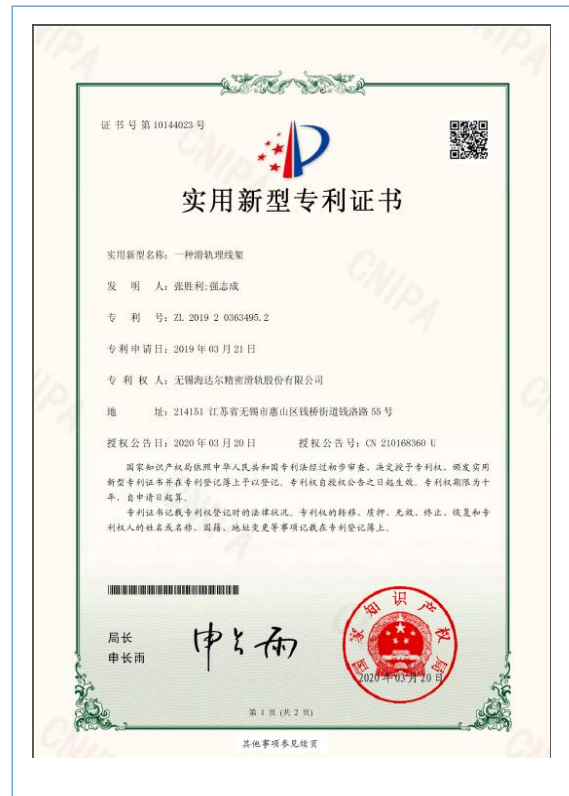 证书号第10144023号
实用新型专利证书
实用新型名称：一种滑轨理线架
发 明 人：张胜利;强志成
专 利 号：ZL 2019 2 0363495.2
专利申请日：2019年03月21日
专 利 权 人：无锡海达尔精密滑轨股份有限公司
地 址：214151 江苏省无锡市惠山区钱桥街道钱洛路55号
授权公告日：2020年03月20日 授权公告号：CN 210168360 U
国家知识产权局依照中华人民共和国专利法经过初步审查，决定授予专利权，颁发实用
新型专利证书并在专利登记簿上予以登记。专利权自授权公告之日起生效。专利权期限为十
年，自申请日起算。
专利证书记载专利权登记时的法律状况。专利权的转移、质押、无效、终止、恢复和专
利权人的姓名或名称、国籍、地址变更等事项记载在专利登记簿上。
局长
申长雨
申长雨
国家知识产权局
2020年03月20日
第 1 页 (共 2 页)
其他事项参见续页
CNIPA
CNIPA
CNIPA